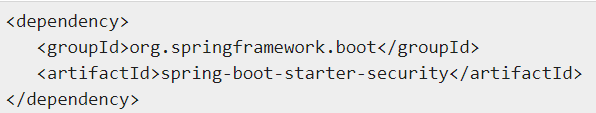 <dependency>
   <groupId>org.springframework.boot</groupId>
   <artifactId>spring-boot-starter-security</artifactId>
</dependency>